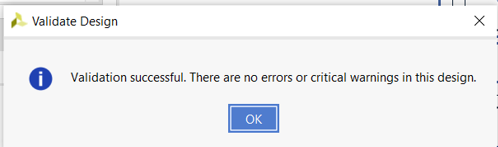 Validate Design
Validation successful. There are no errors or critical warnings in this design.
OK